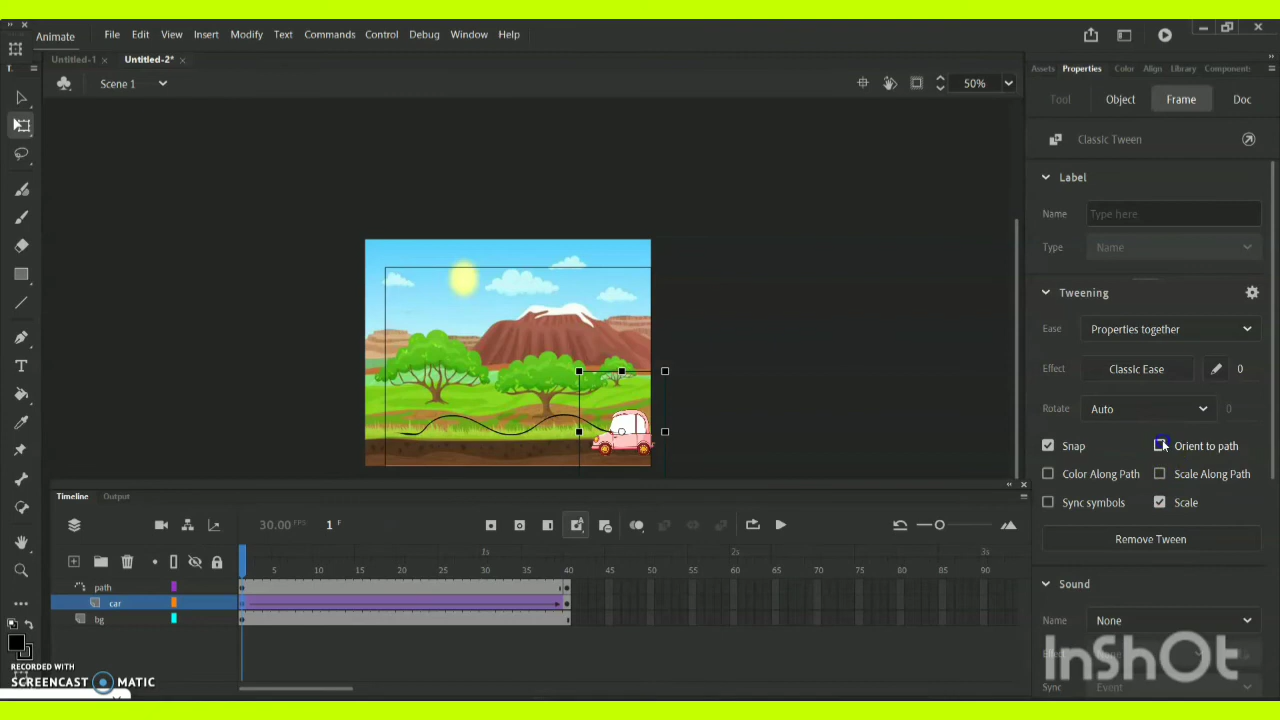 Animate File Edit View Insert Modify Text Commands Control Debug Window Help
Untitled-1 × Untitled-2* ×
T.
Scene 1 50%
Assets Properties Color Align Library Component:
Tool Object Frame Doc
Classic Tween
Label
Name Type here
Type Name
Tweening
Ease Properties together
Effect Classic Ease 0
Rotate Auto 0
Snap Orient to path
Color Along Path Scale Along Path
Sync symbols Scale
Remove Tween
Sound
Name None
Sync Event
Timeline Output
30.00 FPS 1 F
1s 2s 3s
5 10 15 20 25 30 35 40 45 50 55 60 65 70 75 80 85 90
path
car
bg
RECORDED WITH
SCREENCAST MATIC
InShOt